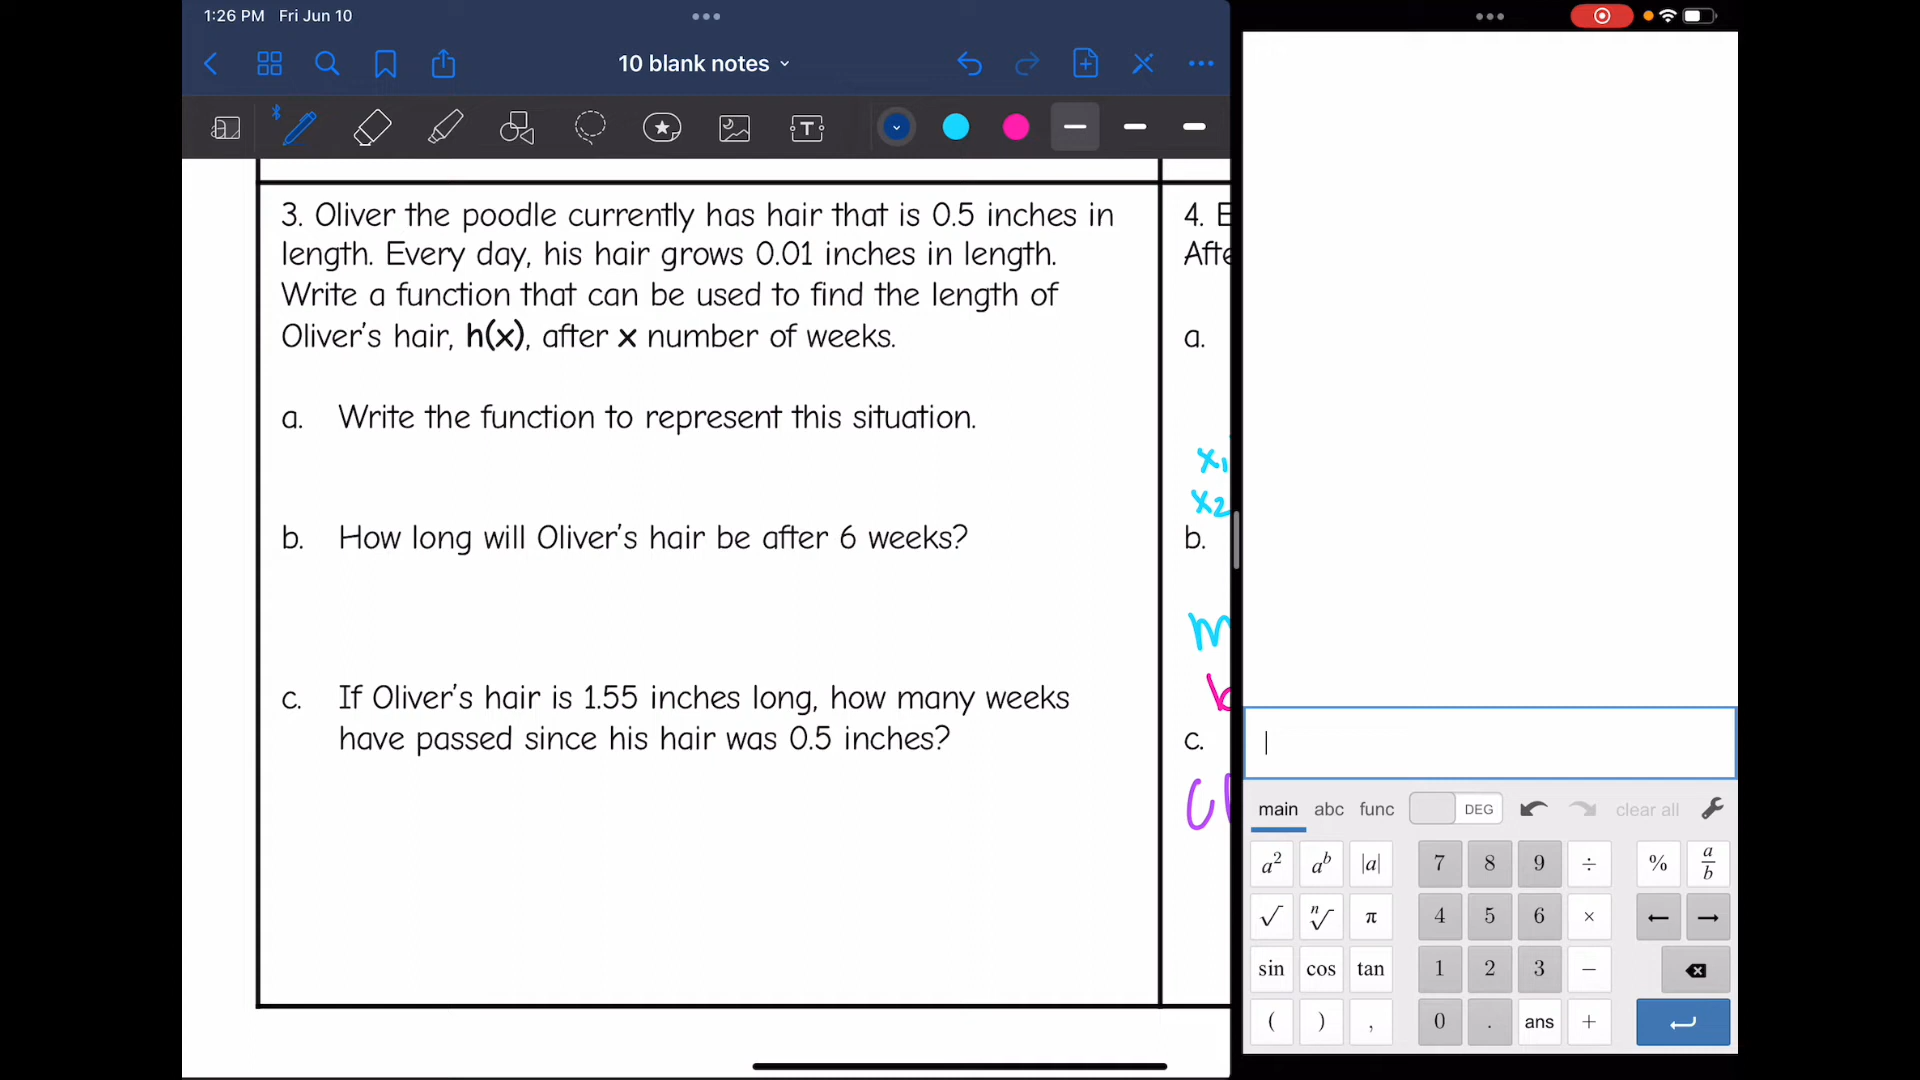 1:26 PM Fri Jun 10
10 blank notes
T
3. Oliver the poodle currently has hair that is 0.5 inches in
length. Every day, his hair grows 0.01 inches in length.
Write a function that can be used to find the length of
Oliver's hair, h(x), after x number of weeks.
a. Write the function to represent this situation.
b. How long will Oliver's hair be after 6 weeks?
c. If Oliver's hair is 1.55 inches long, how many weeks
have passed since his hair was 0.5 inches?
4.
a.
x₁
x2
b.
m
c.
main abc func DEG clear all
a² aᵇ |a| 7 8 9 ÷ % a/b
√ ⁿ√ π 4 5 6 × ← →
sin cos tan 1 2 3 −
( ) , 0 . ans +